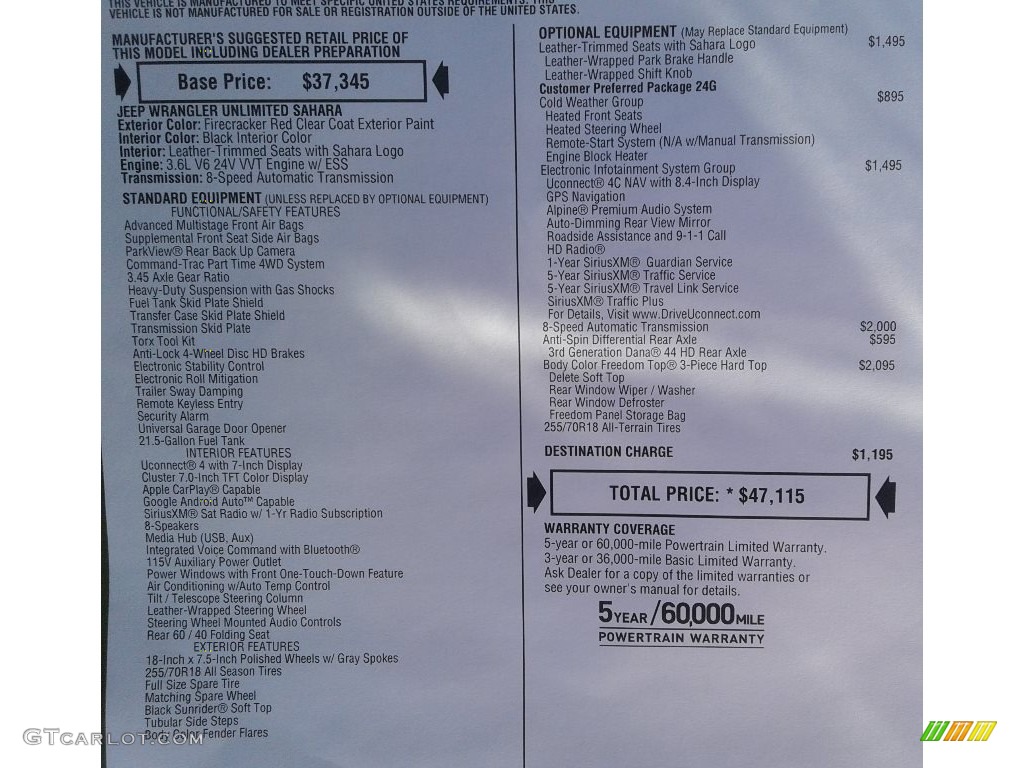 THIS VEHICLE IS MANUFACTURED TO MEET SPECIFIC UNITED STATES REQUIREMENTS. THIS
VEHICLE IS NOT MANUFACTURED FOR SALE OR REGISTRATION OUTSIDE OF THE UNITED STATES.
MANUFACTURER'S SUGGESTED RETAIL PRICE OF
THIS MODEL INCLUDING DEALER PREPARATION
Base Price: $37,345
JEEP WRANGLER UNLIMITED SAHARA
Exterior Color: Firecracker Red Clear Coat Exterior Paint
Interior Color: Black Interior Color
Interior: Leather-Trimmed Seats with Sahara Logo
Engine: 3.6L V6 24V VVT Engine w/ ESS
Transmission: 8-Speed Automatic Transmission
STANDARD EQUIPMENT (UNLESS REPLACED BY OPTIONAL EQUIPMENT)
FUNCTIONAL/SAFETY FEATURES
Advanced Multistage Front Air Bags
Supplemental Front Seat Side Air Bags
ParkView® Rear Back Up Camera
Command-Trac Part Time 4WD System
3.45 Axle Gear Ratio
Heavy-Duty Suspension with Gas Shocks
Fuel Tank Skid Plate Shield
Transfer Case Skid Plate Shield
Transmission Skid Plate
Torx Tool Kit
Anti-Lock 4-Wheel Disc HD Brakes
Electronic Stability Control
Electronic Roll Mitigation
Trailer Sway Damping
Remote Keyless Entry
Security Alarm
Universal Garage Door Opener
21.5-Gallon Fuel Tank
INTERIOR FEATURES
Uconnect® 4 with 7-Inch Display
Cluster 7.0-Inch TFT Color Display
Apple CarPlay® Capable
Google Android Auto™ Capable
SiriusXM® Sat Radio w/ 1-Yr Radio Subscription
8-Speakers
Media Hub (USB, Aux)
Integrated Voice Command with Bluetooth®
115V Auxiliary Power Outlet
Power Windows with Front One-Touch-Down Feature
Air Conditioning w/Auto Temp Control
Tilt / Telescope Steering Column
Leather-Wrapped Steering Wheel
Steering Wheel Mounted Audio Controls
Rear 60 / 40 Folding Seat
EXTERIOR FEATURES
18-Inch x 7.5-Inch Polished Wheels w/ Gray Spokes
255/70R18 All Season Tires
Full Size Spare Tire
Matching Spare Wheel
Black Sunrider® Soft Top
Tubular Side Steps
Body Color Fender Flares
OPTIONAL EQUIPMENT (May Replace Standard Equipment)
Leather-Trimmed Seats with Sahara Logo $1,495
Leather-Wrapped Park Brake Handle
Leather-Wrapped Shift Knob
Customer Preferred Package 24G
Cold Weather Group $895
Heated Front Seats
Heated Steering Wheel
Remote-Start System (N/A w/Manual Transmission)
Engine Block Heater
Electronic Infotainment System Group $1,495
Uconnect® 4C NAV with 8.4-Inch Display
GPS Navigation
Alpine® Premium Audio System
Auto-Dimming Rear View Mirror
Roadside Assistance and 9-1-1 Call
HD Radio®
1-Year SiriusXM® Guardian Service
5-Year SiriusXM® Traffic Service
5-Year SiriusXM® Travel Link Service
SiriusXM® Traffic Plus
For Details, Visit www.DriveUconnect.com
8-Speed Automatic Transmission $2,000
Anti-Spin Differential Rear Axle $595
3rd Generation Dana® 44 HD Rear Axle
Body Color Freedom Top® 3-Piece Hard Top $2,095
Delete Soft Top
Rear Window Wiper / Washer
Rear Window Defroster
Freedom Panel Storage Bag
255/70R18 All-Terrain Tires
DESTINATION CHARGE $1,195
TOTAL PRICE: * $47,115
WARRANTY COVERAGE
5-year or 60,000-mile Powertrain Limited Warranty.
3-year or 36,000-mile Basic Limited Warranty.
Ask Dealer for a copy of the limited warranties or
see your owner's manual for details.
5 YEAR / 60,000 MILE
POWERTRAIN WARRANTY
GTCARLOT.COM